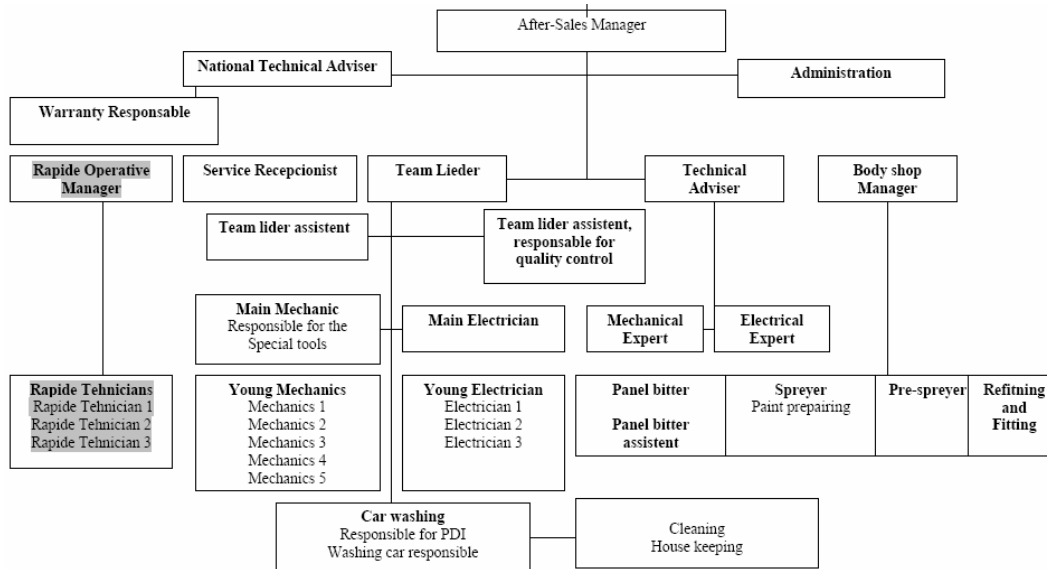 After-Sales Manager
National Technical Adviser
Administration
Warranty Responsable
Rapide Operative
Manager
Service Recepcionist
Team Lieder
Technical
Adviser
Body shop
Manager
Team lider assistent
Team lider assistent,
responsable for
quality control
Main Mechanic
Responsible for the
Special tools
Main Electrician
Mechanical
Expert
Electrical
Expert
Rapide Tehnicians
Rapide Tehnician 1
Rapide Tehnician 2
Rapide Tehnician 3
Young Mechanics
Mechanics 1
Mechanics 2
Mechanics 3
Mechanics 4
Mechanics 5
Young Electrician
Electrician 1
Electrician 2
Electrician 3
Panel bitter
Panel bitter
assistent
Spreyer
Paint prepairing
Pre-spreyer
Refitning
and
Fitting
Car washing
Responsible for PDI
Washing car responsible
Cleaning
House keeping